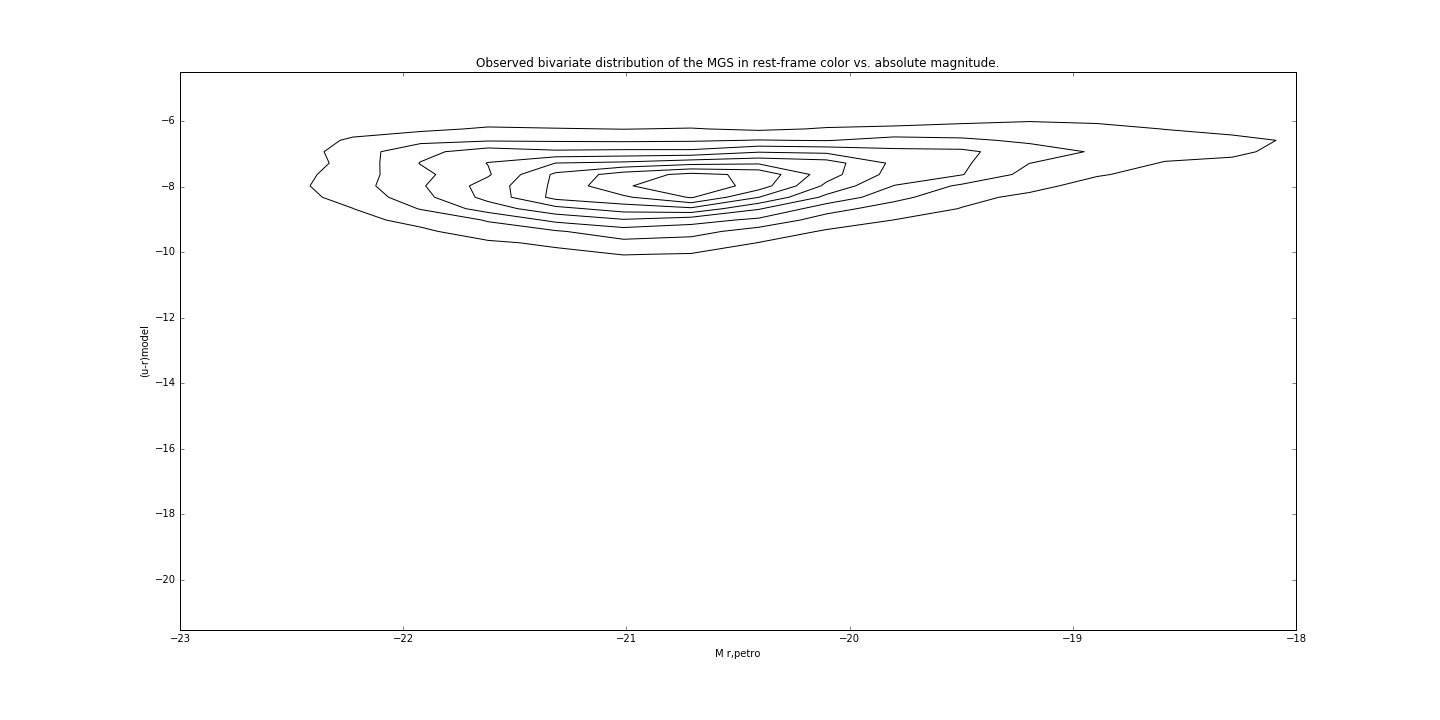 Observed bivariate distribution of the MGS in rest-frame color vs. absolute magnitude.
−6
−8
−10
−12
−14
−16
−18
−20
(u-r)model
−23 −22 −21 −20 −19 −18
M r,petro